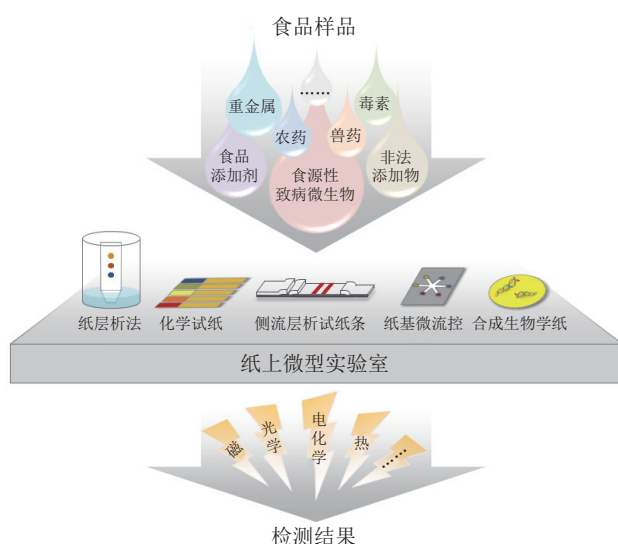 食品样品
重金属
……
毒素
农药
兽药
食品
添加剂
食源性
致病微生物
非法
添加物
纸层析法
化学试纸
侧流层析试纸条
纸基微流控
合成生物学纸
纸上微型实验室
磁
光学
电化学
热
……
检测结果